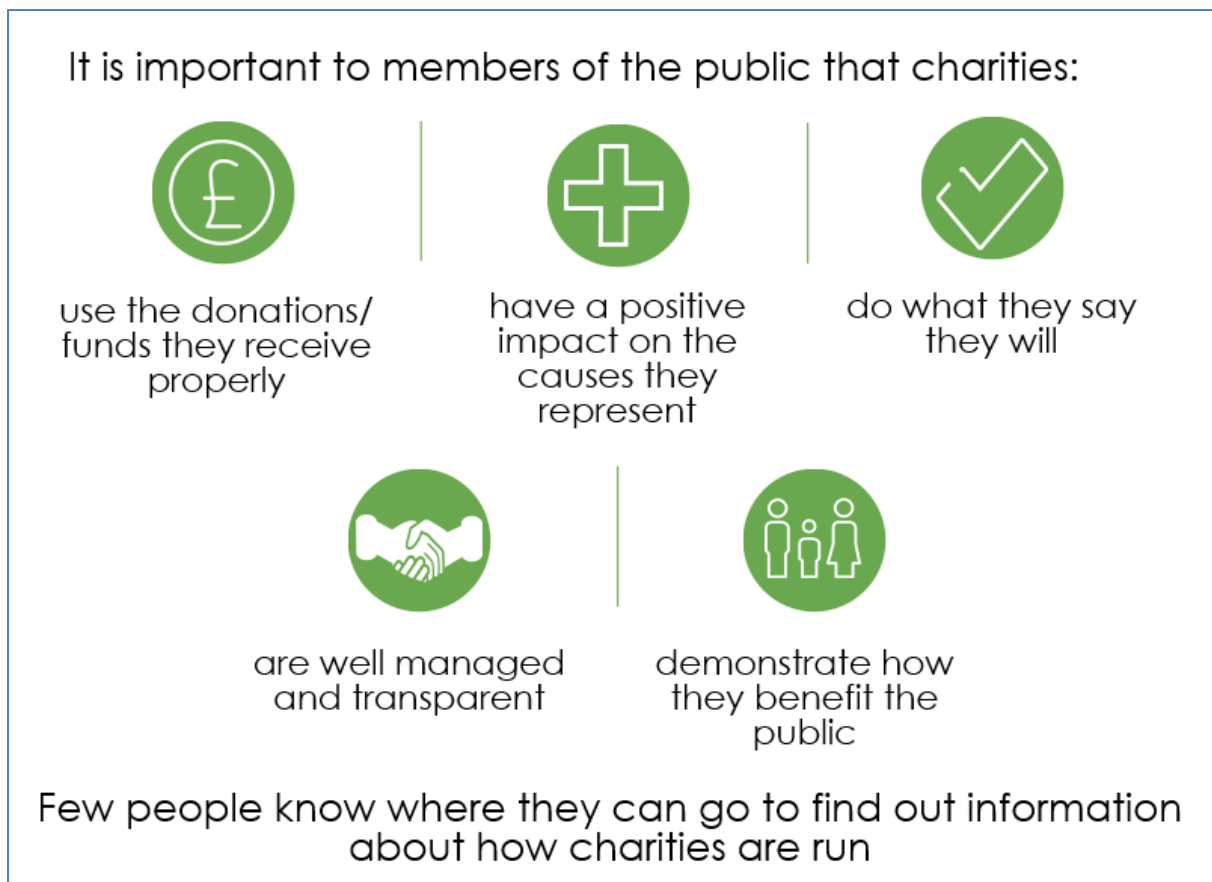 It is important to members of the public that charities:
£
use the donations/
funds they receive
properly
have a positive
impact on the
causes they
represent
do what they say
they will
are well managed
and transparent
demonstrate how
they benefit the
public
Few people know where they can go to find out information
about how charities are run